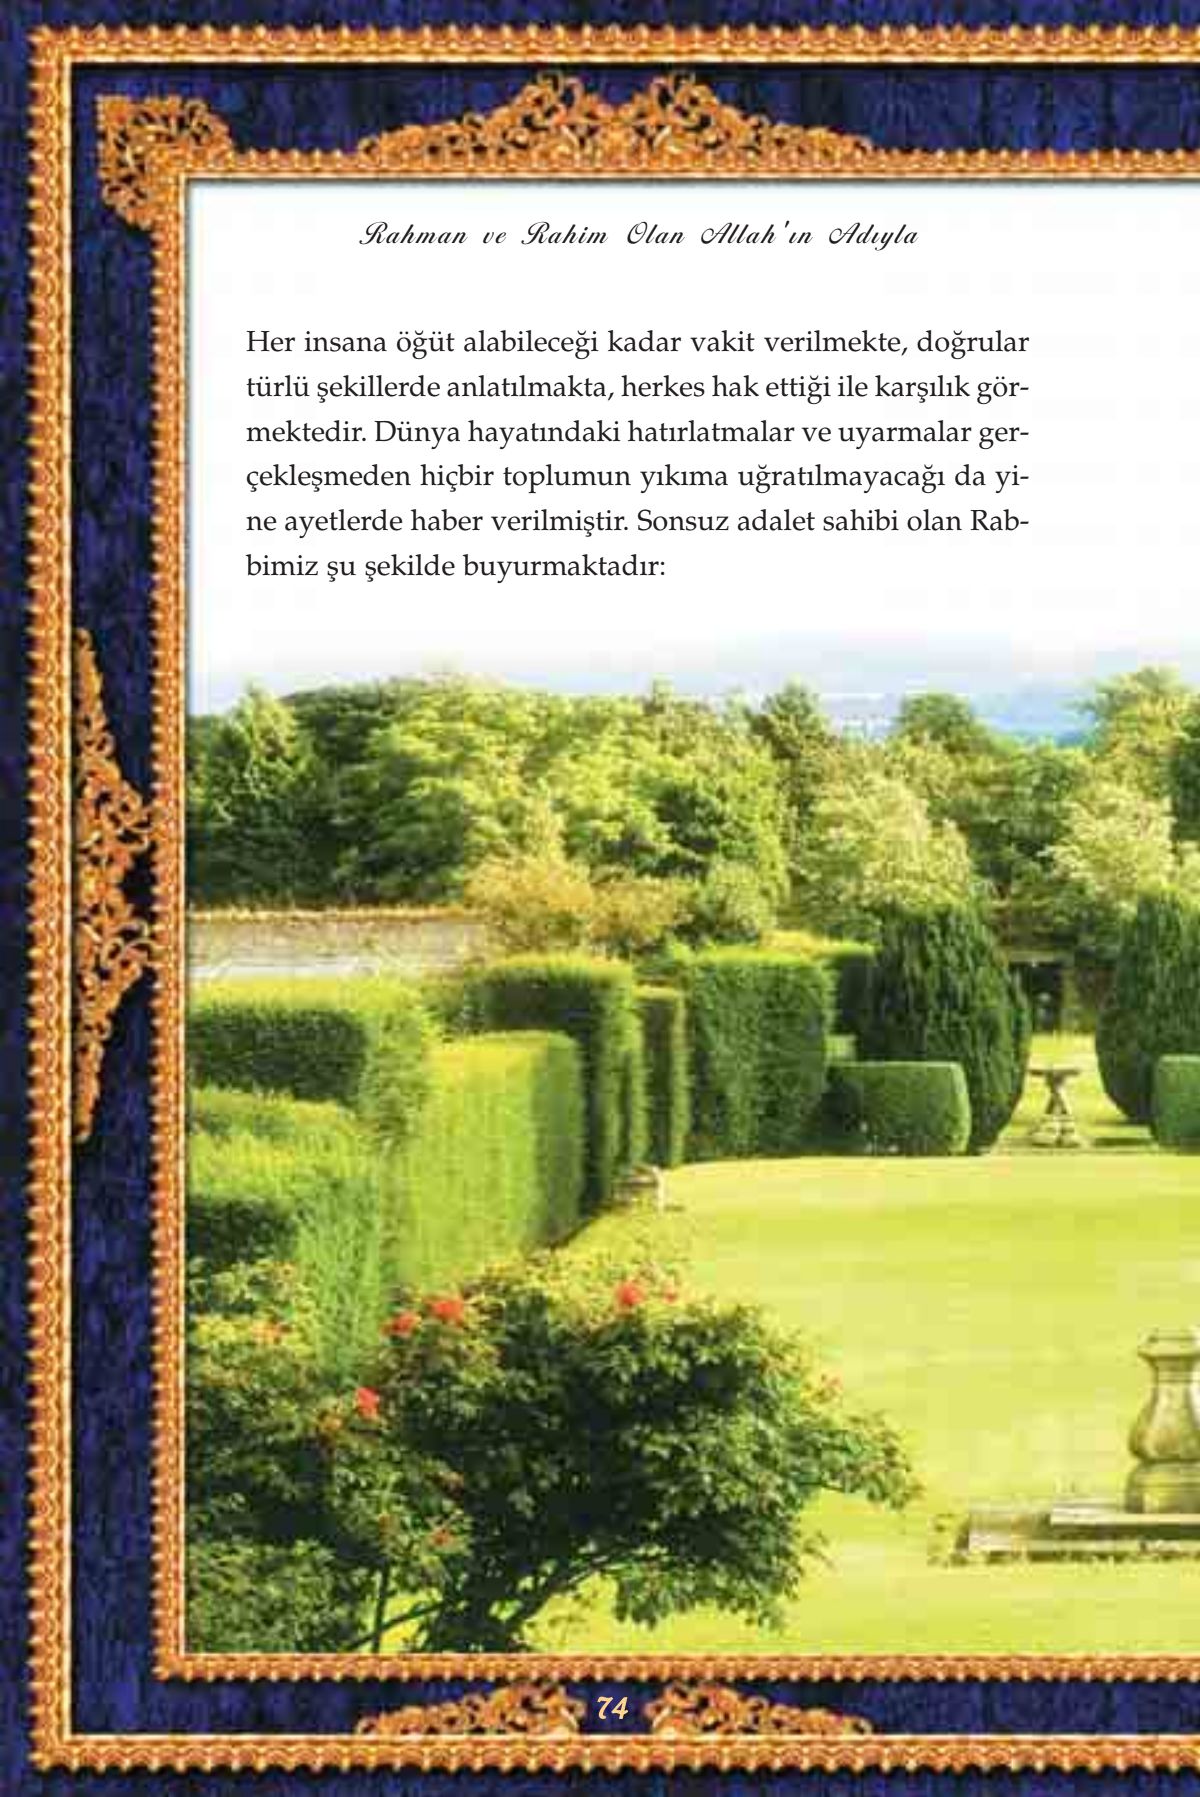 Rahman ve Rahim Olan Allah'ın Adıyla
Her insana öğüt alabileceği kadar vakit verilmekte, doğrular
türlü şekillerde anlatılmakta, herkes hak ettiği ile karşılık gör-
mektedir. Dünya hayatındaki hatırlatmalar ve uyarmalar ger-
çekleşmeden hiçbir toplumun yıkıma uğratılmayacağı da yi-
ne ayetlerde haber verilmiştir. Sonsuz adalet sahibi olan Rab-
bimiz şu şekilde buyurmaktadır:
74